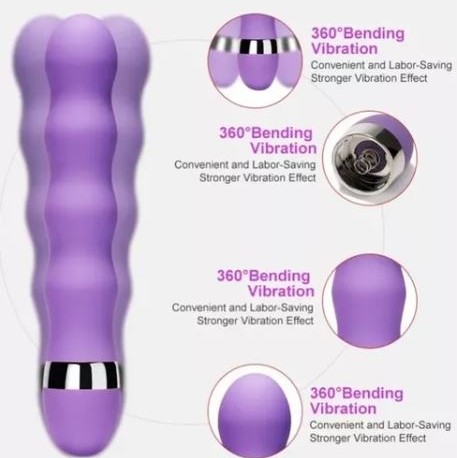 360°Bending
Vibration
Convenient and Labor-Saving
Stronger Vibration Effect
360°Bending
Vibration
Convenient and Labor-Saving
Stronger Vibration Effect
360°Bending
Vibration
Convenient and Labor-Saving
Stronger Vibration Effect
360°Bending
Vibration
Convenient and Labor-Saving
Stronger Vibration Effect